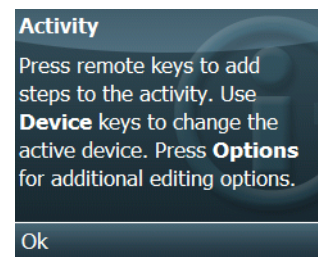 Activity
Press remote keys to add
steps to the activity. Use
Device keys to change the
active device. Press Options
for additional editing options.
Ok